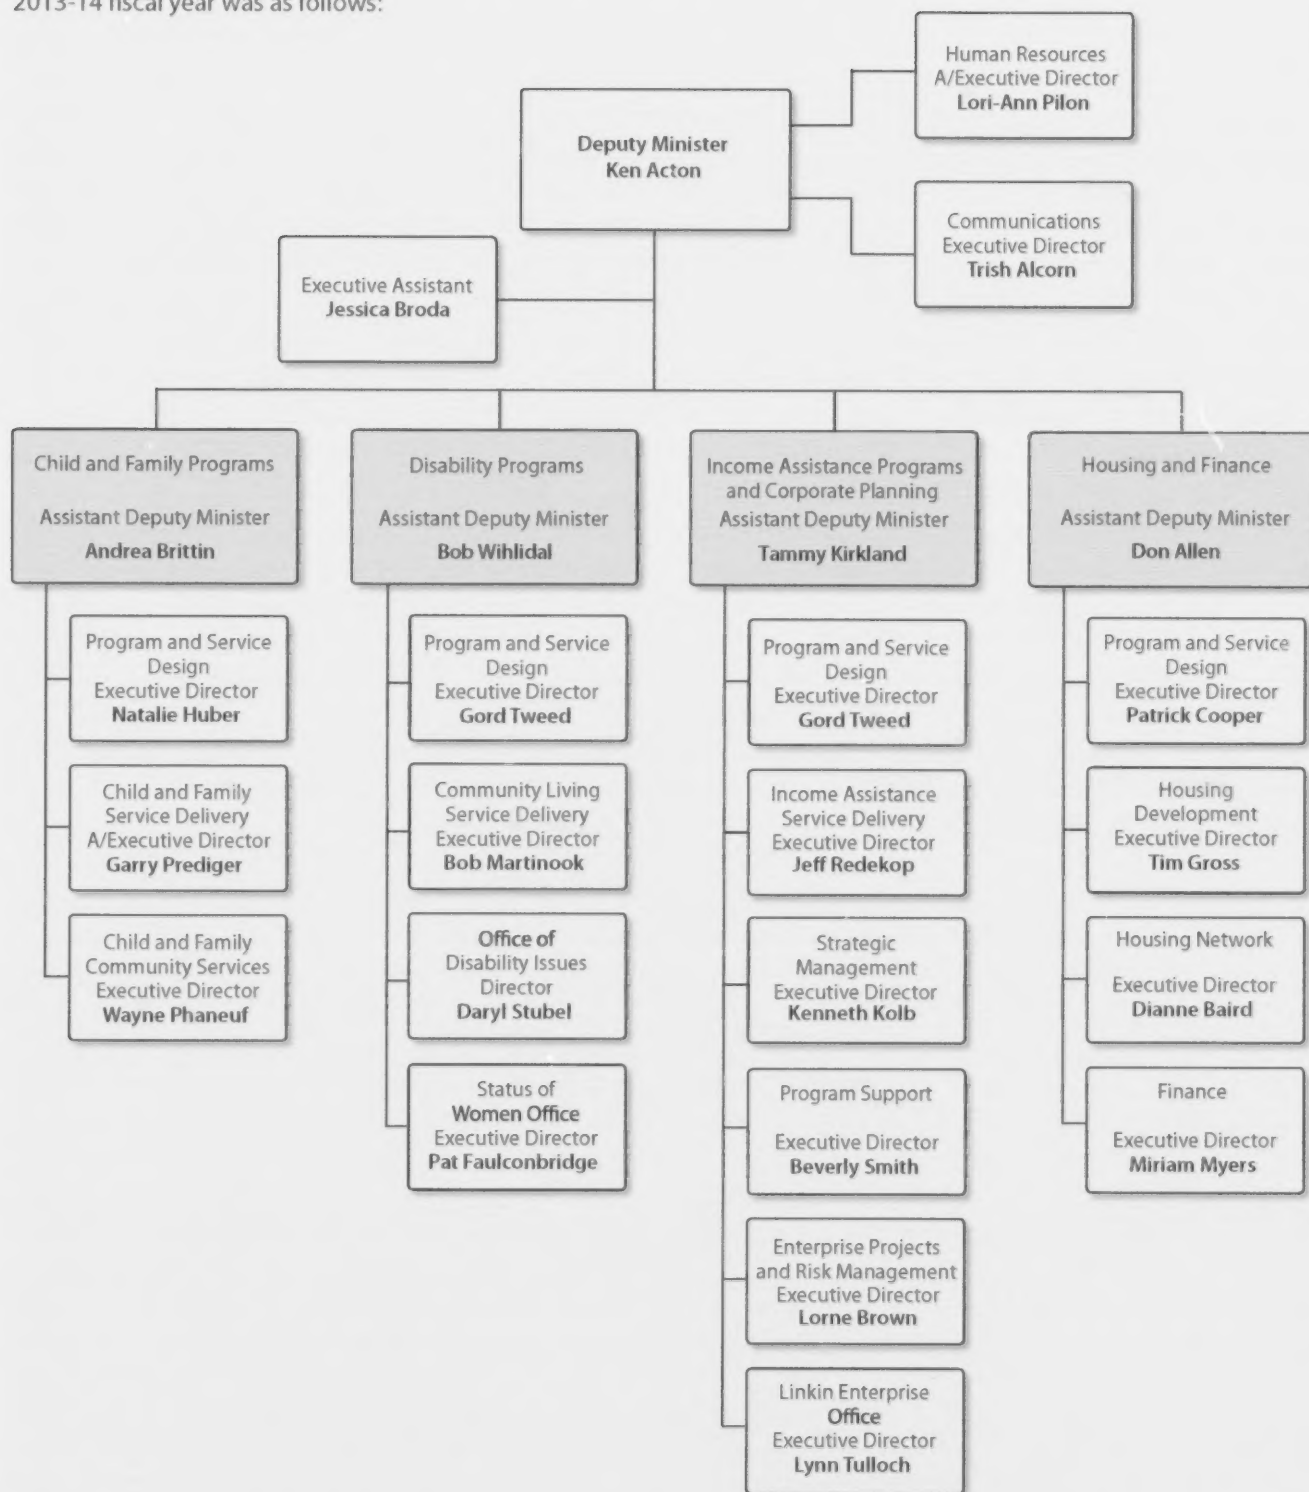 2013-14 fiscal year was as follows:
Human Resources
A/Executive Director
Lori-Ann Pilon
Deputy Minister
Ken Acton
Communications
Executive Director
Trish Alcorn
Executive Assistant
Jessica Broda
Child and Family Programs
Assistant Deputy Minister
Andrea Brittin
Disability Programs
Assistant Deputy Minister
Bob Wihlidal
Income Assistance Programs
and Corporate Planning
Assistant Deputy Minister
Tammy Kirkland
Housing and Finance
Assistant Deputy Minister
Don Allen
Program and Service
Design
Executive Director
Natalie Huber
Child and Family
Service Delivery
A/Executive Director
Garry Prediger
Child and Family
Community Services
Executive Director
Wayne Phaneuf
Program and Service
Design
Executive Director
Gord Tweed
Community Living
Service Delivery
Executive Director
Bob Martinook
Office of
Disability Issues
Director
Daryl Stubel
Status of
Women Office
Executive Director
Pat Faulconbridge
Program and Service
Design
Executive Director
Gord Tweed
Income Assistance
Service Delivery
Executive Director
Jeff Redekop
Strategic
Management
Executive Director
Kenneth Kolb
Program Support
Executive Director
Beverly Smith
Enterprise Projects
and Risk Management
Executive Director
Lorne Brown
Linkin Enterprise
Office
Executive Director
Lynn Tulloch
Program and Service
Design
Executive Director
Patrick Cooper
Housing
Development
Executive Director
Tim Gross
Housing Network
Executive Director
Dianne Baird
Finance
Executive Director
Miriam Myers